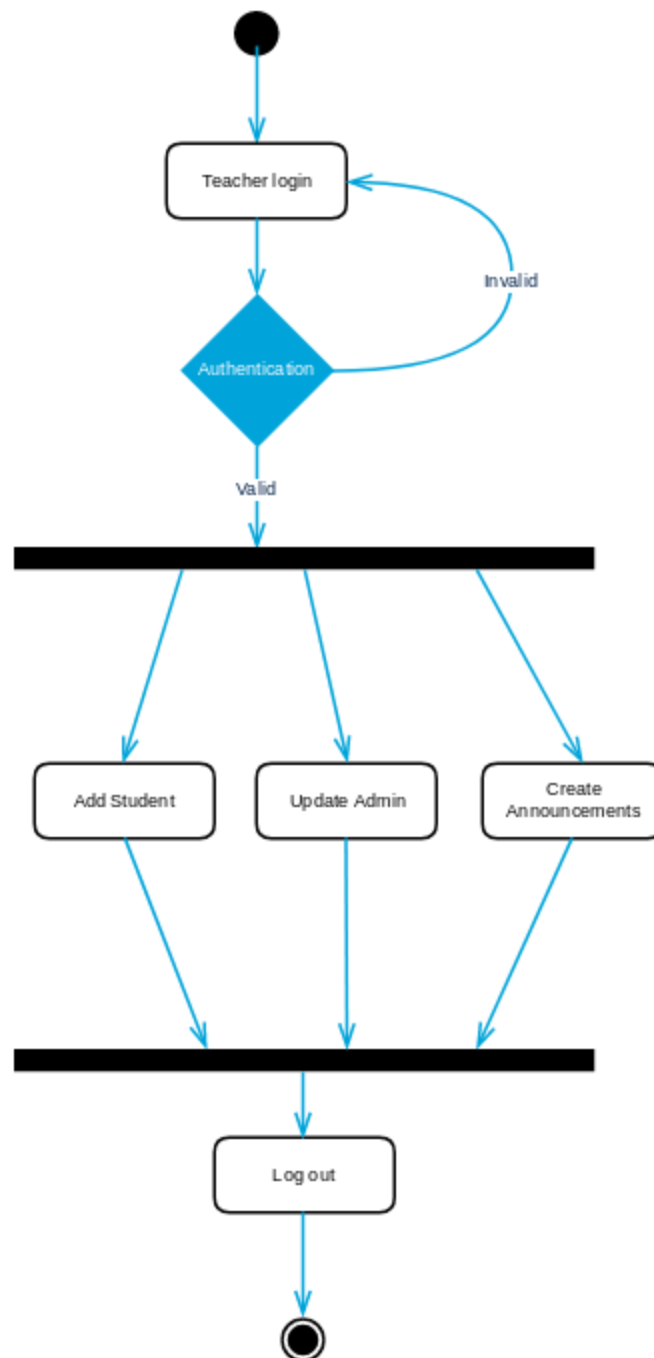 Teacher login
Invalid
Authentication
Valid
Add Student
Update Admin
Create
Announcements
Log out